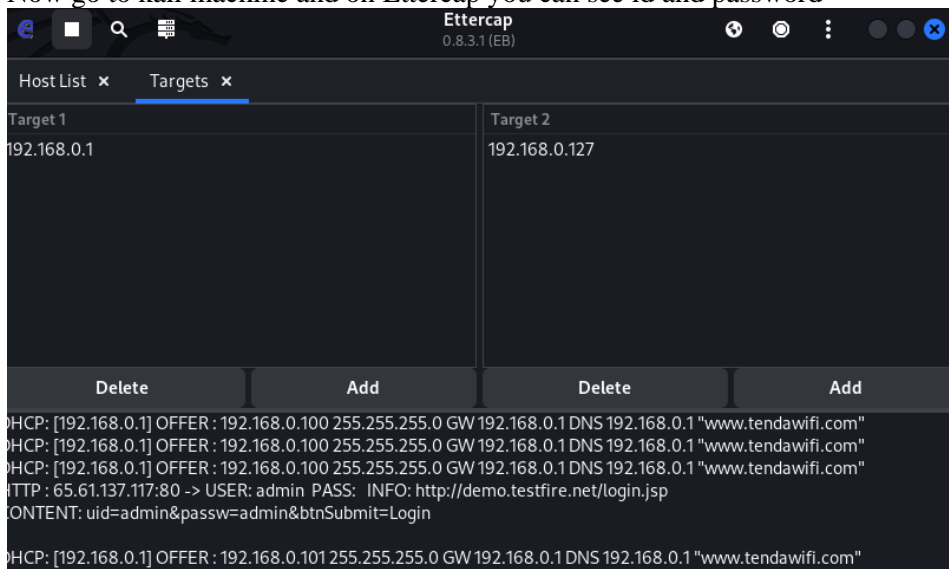 Now go to kali machine and on Ettercap you can see id and password
Ettercap
0.8.3.1 (EB)
Host List × Targets ×
Target 1
Target 2
192.168.0.1
192.168.0.127
Delete Add Delete Add
DHCP: [192.168.0.1] OFFER : 192.168.0.100 255.255.255.0 GW 192.168.0.1 DNS 192.168.0.1 "www.tendawifi.com"
DHCP: [192.168.0.1] OFFER : 192.168.0.100 255.255.255.0 GW 192.168.0.1 DNS 192.168.0.1 "www.tendawifi.com"
DHCP: [192.168.0.1] OFFER : 192.168.0.100 255.255.255.0 GW 192.168.0.1 DNS 192.168.0.1 "www.tendawifi.com"
HTTP : 65.61.137.117:80 -> USER: admin PASS: INFO: http://demo.testfire.net/login.jsp
CONTENT: uid=admin&passw=admin&btnSubmit=Login
DHCP: [192.168.0.1] OFFER : 192.168.0.101 255.255.255.0 GW 192.168.0.1 DNS 192.168.0.1 "www.tendawifi.com"